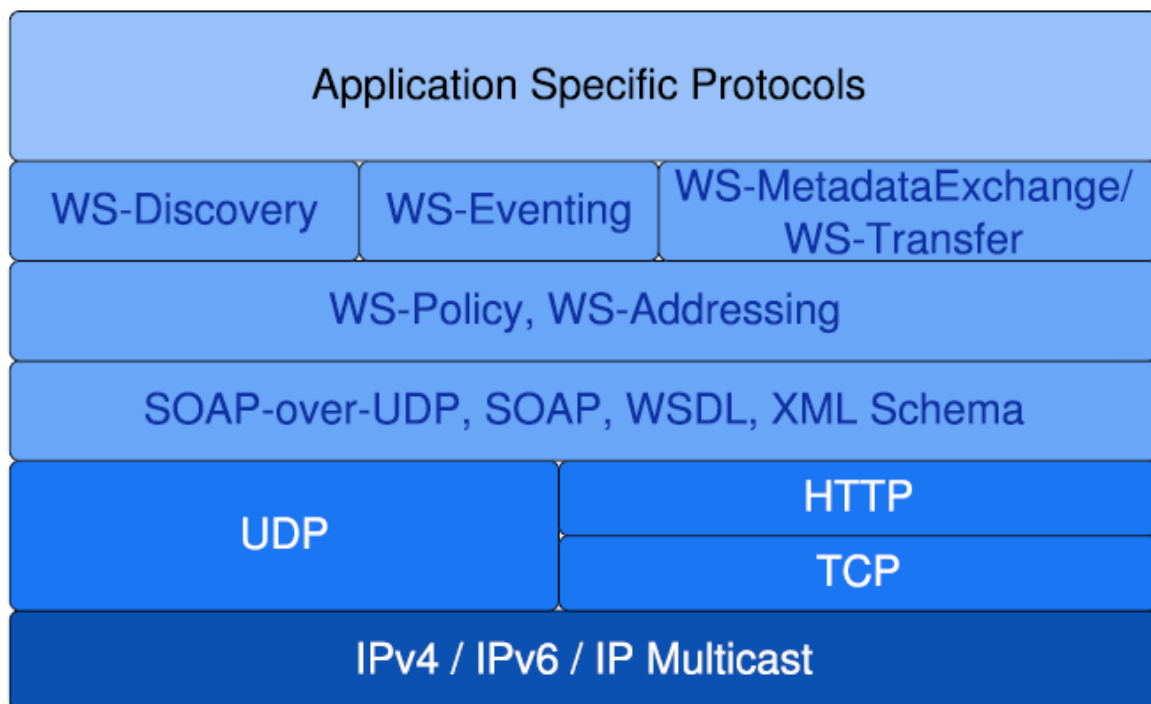 Application Specific Protocols
WS-Discovery
WS-Eventing
WS-MetadataExchange/
WS-Transfer
WS-Policy, WS-Addressing
SOAP-over-UDP, SOAP, WSDL, XML Schema
UDP
HTTP
TCP
IPv4 / IPv6 / IP Multicast